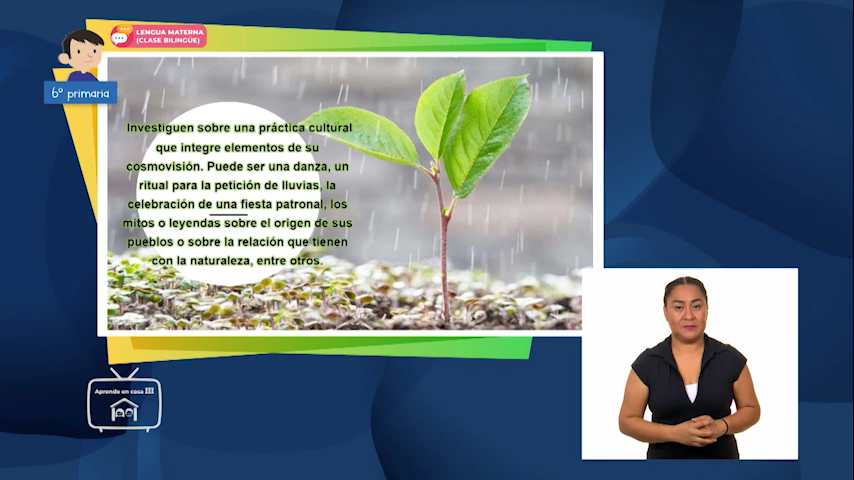 LENGUA MATERNA
(CLASE BILINGÜE)
6º primaria
Investiguen sobre una práctica cultural
que integre elementos de su
cosmovisión. Puede ser una danza, un
ritual para la petición de lluvias, la
celebración de una fiesta patronal, los
mitos o leyendas sobre el origen de sus
pueblos o sobre la relación que tienen
con la naturaleza, entre otros.
Aprende en casa III